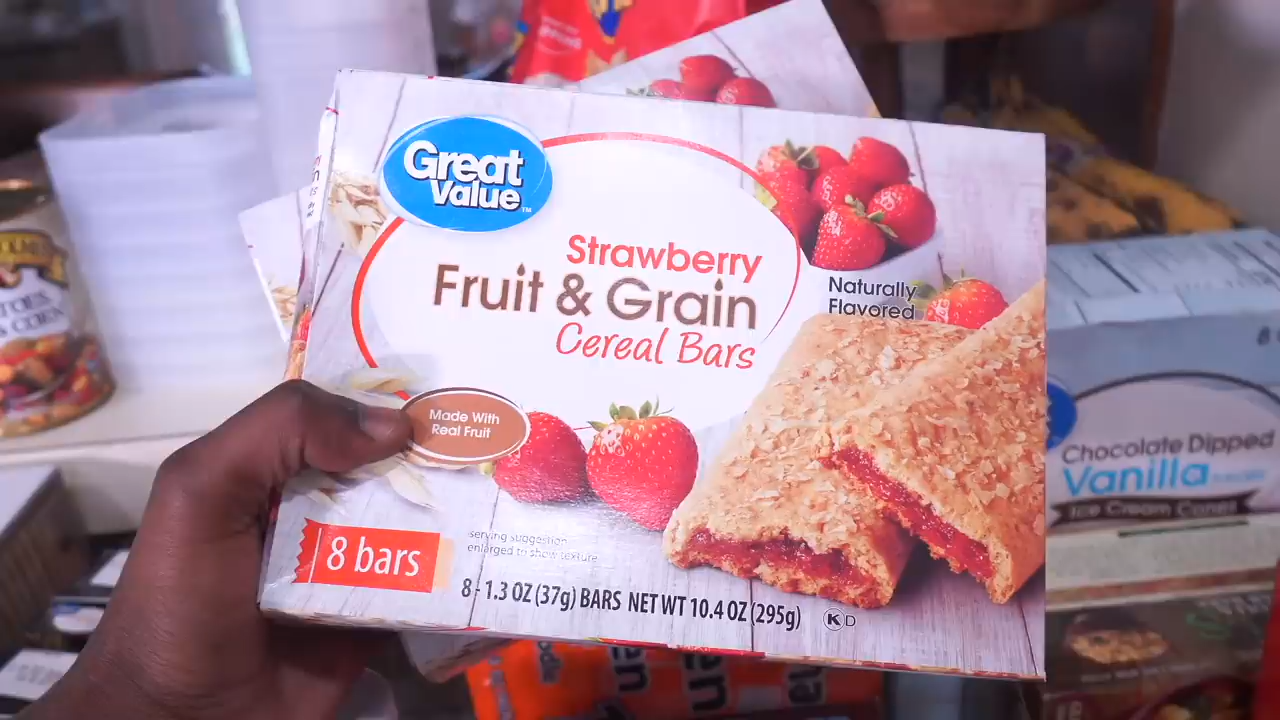 Great
Value™
Strawberry
Fruit & Grain
Cereal Bars
Naturally
Flavored
Made With
Real Fruit
8 bars
serving suggestion
enlarged to show texture
8 - 1.3 OZ (37g) BARS NET WT 10.4 OZ (295g)
K D
Chocolate Dipped
Vanilla
Ice Cream Cones